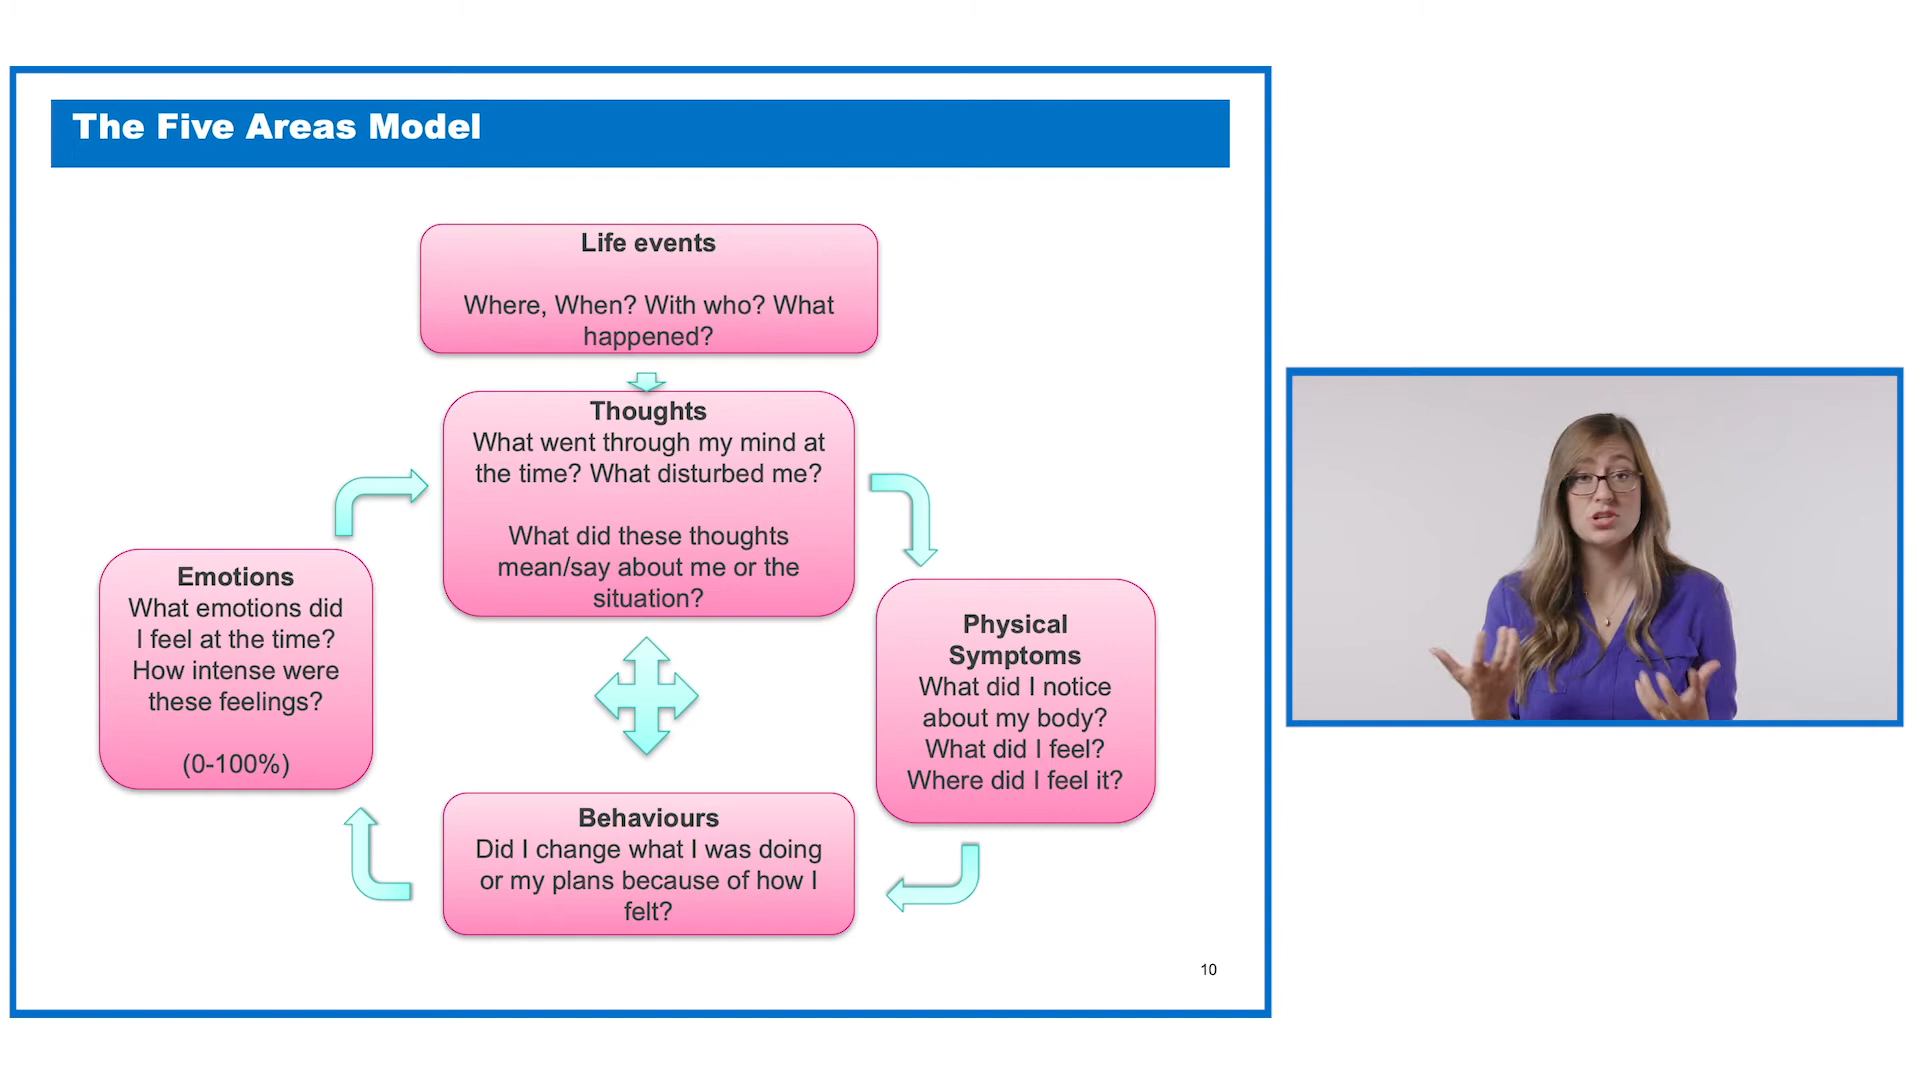 The Five Areas Model
Life events
Where, When? With who? What
happened?
Thoughts
What went through my mind at
the time? What disturbed me?
What did these thoughts
mean/say about me or the
situation?
Emotions
What emotions did
I feel at the time?
How intense were
these feelings?
(0-100%)
Physical
Symptoms
What did I notice
about my body?
What did I feel?
Where did I feel it?
Behaviours
Did I change what I was doing
or my plans because of how I
felt?
10